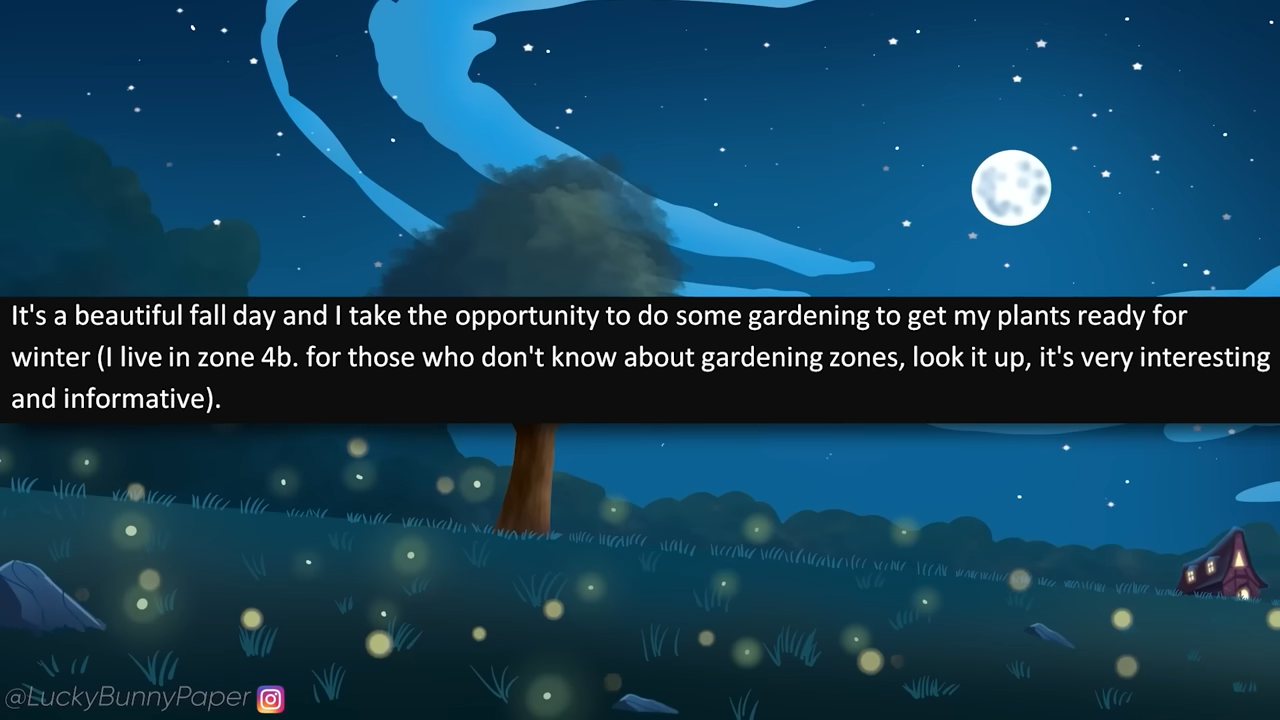 It's a beautiful fall day and I take the opportunity to do some gardening to get my plants ready for
winter (I live in zone 4b. for those who don't know about gardening zones, look it up, it's very interesting
and informative).
@LuckyBunnyPaper